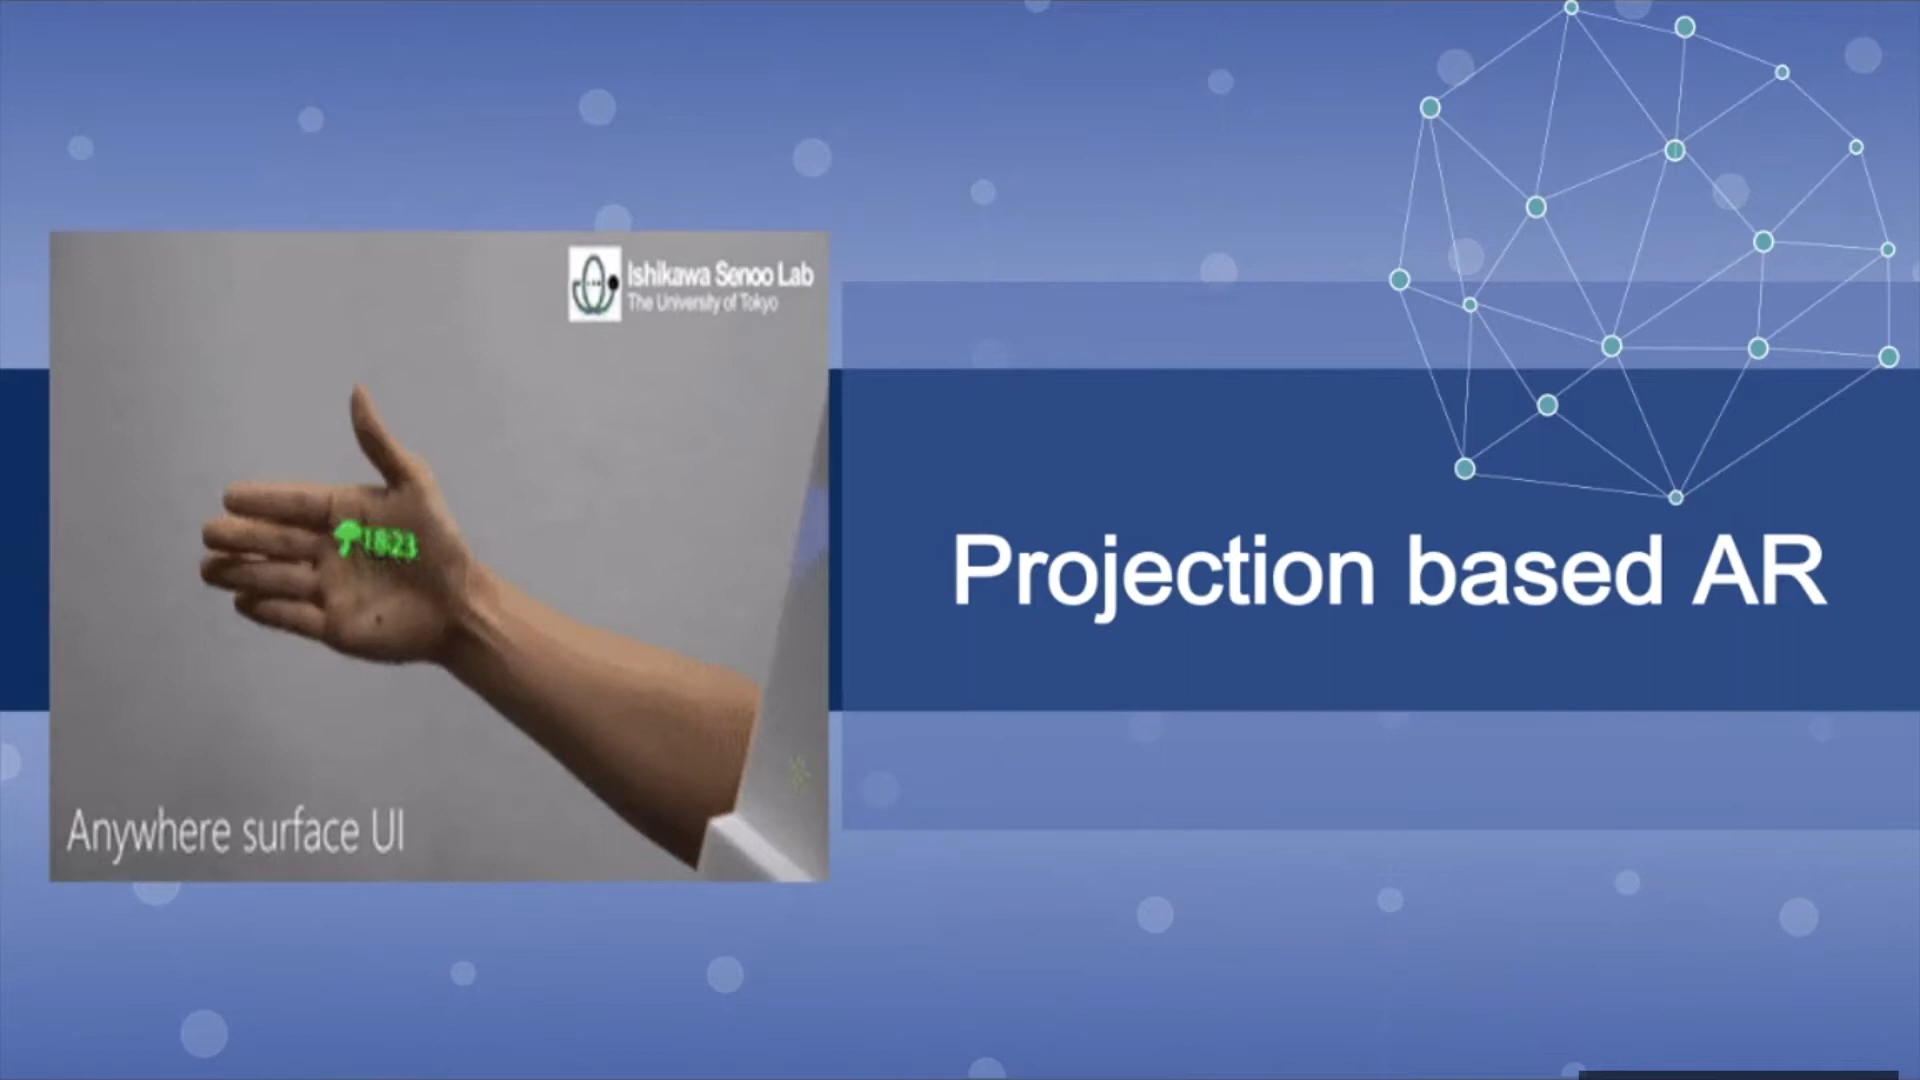 Ishikawa Senoo Lab
The University of Tokyo
18:23
Anywhere surface UI
Projection based AR